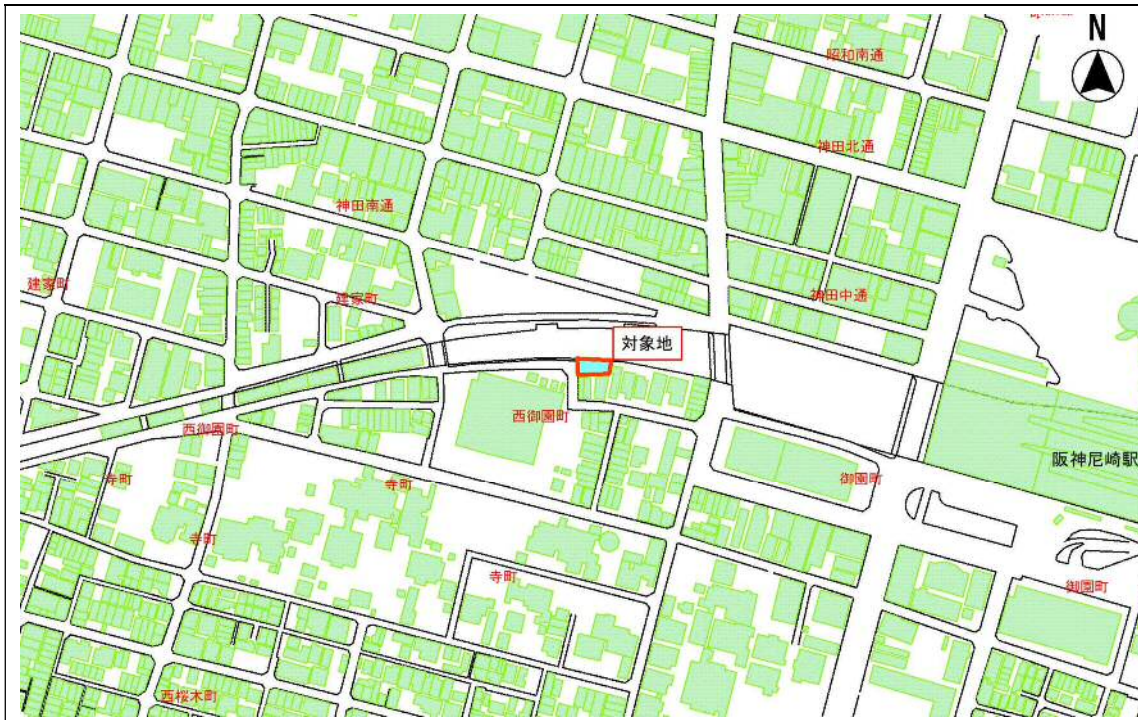 N
昭和南通
神田北通
神田南通
建家町
神田中通
建家町
対象地
西御園町
西御園町
阪神尼崎駅
寺町
寺町
御園町
寺町
寺町
御園町
西桜木町